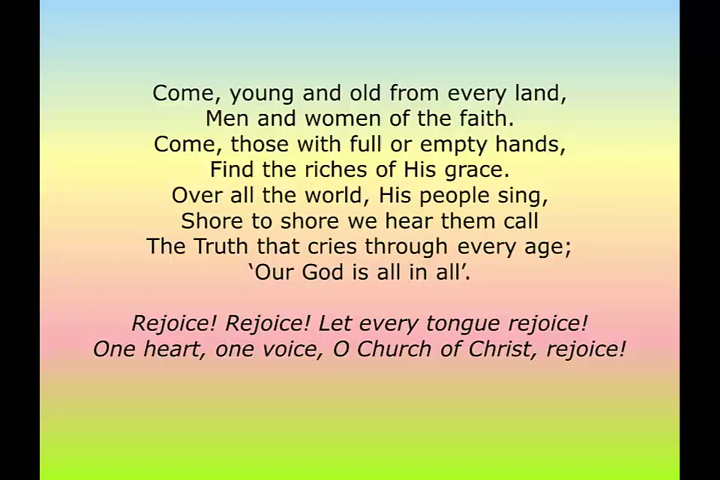 Come, young and old from every land,
Men and women of the faith.
Come, those with full or empty hands,
Find the riches of His grace.
Over all the world, His people sing,
Shore to shore we hear them call
The Truth that cries through every age;
‘Our God is all in all’.
Rejoice! Rejoice! Let every tongue rejoice!
One heart, one voice, O Church of Christ, rejoice!